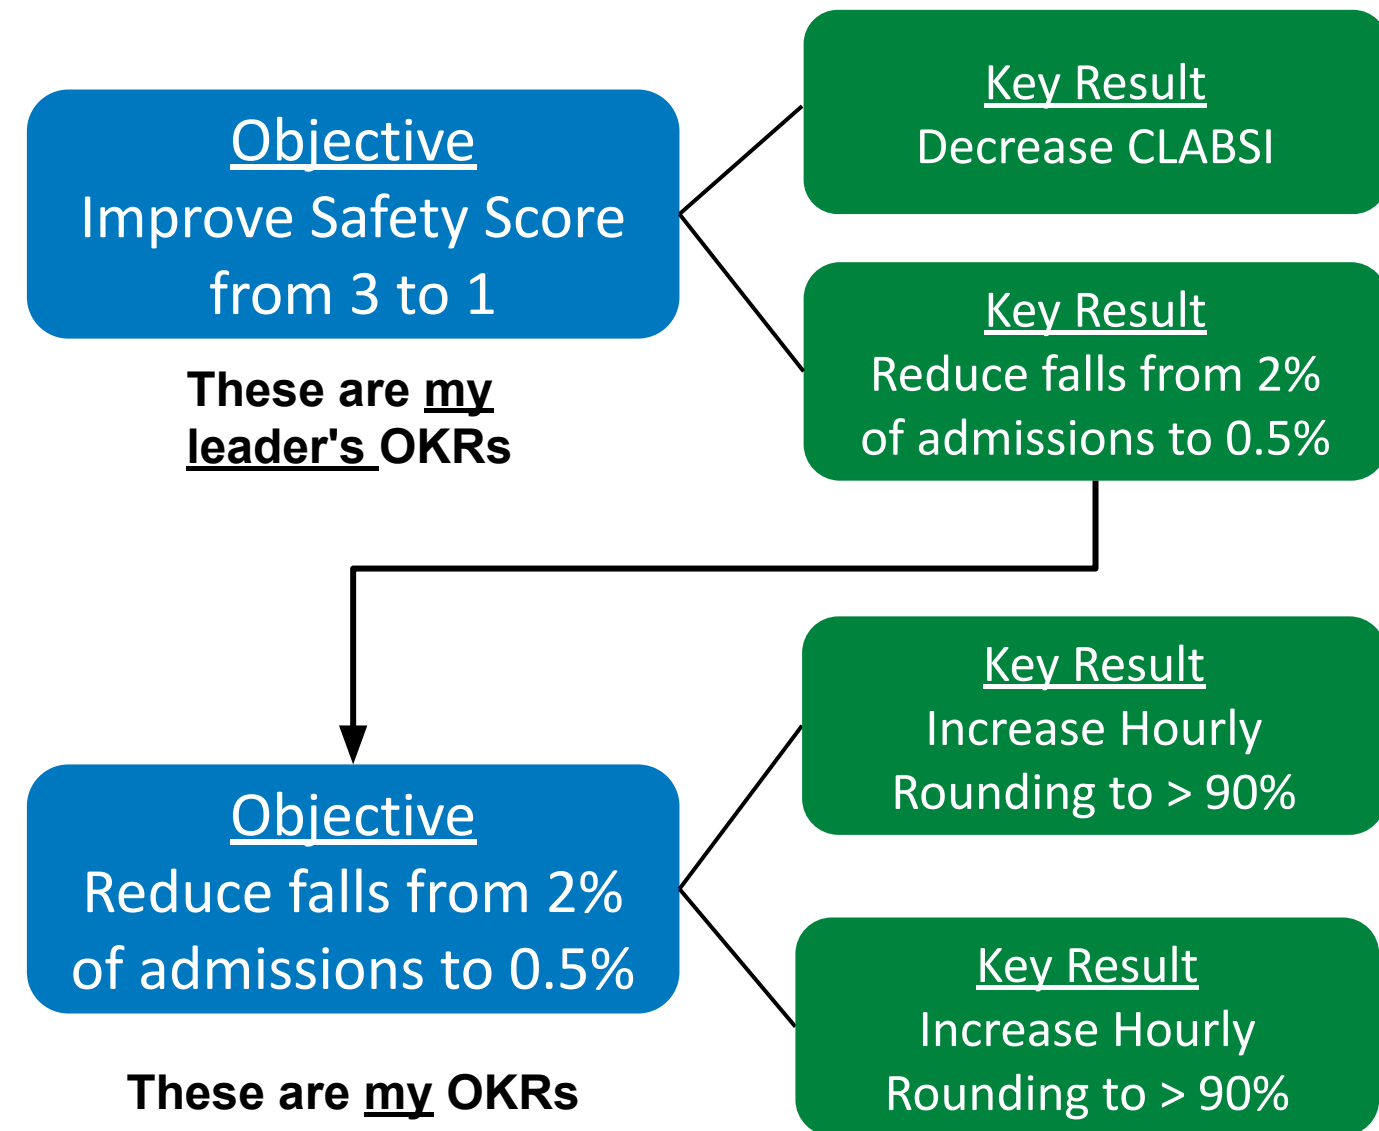 Objective
Improve Safety Score
from 3 to 1
These are my
leader's OKRs
Key Result
Decrease CLABSI
Key Result
Reduce falls from 2%
of admissions to 0.5%
Objective
Reduce falls from 2%
of admissions to 0.5%
These are my OKRs
Key Result
Increase Hourly
Rounding to > 90%
Key Result
Increase Hourly
Rounding to > 90%